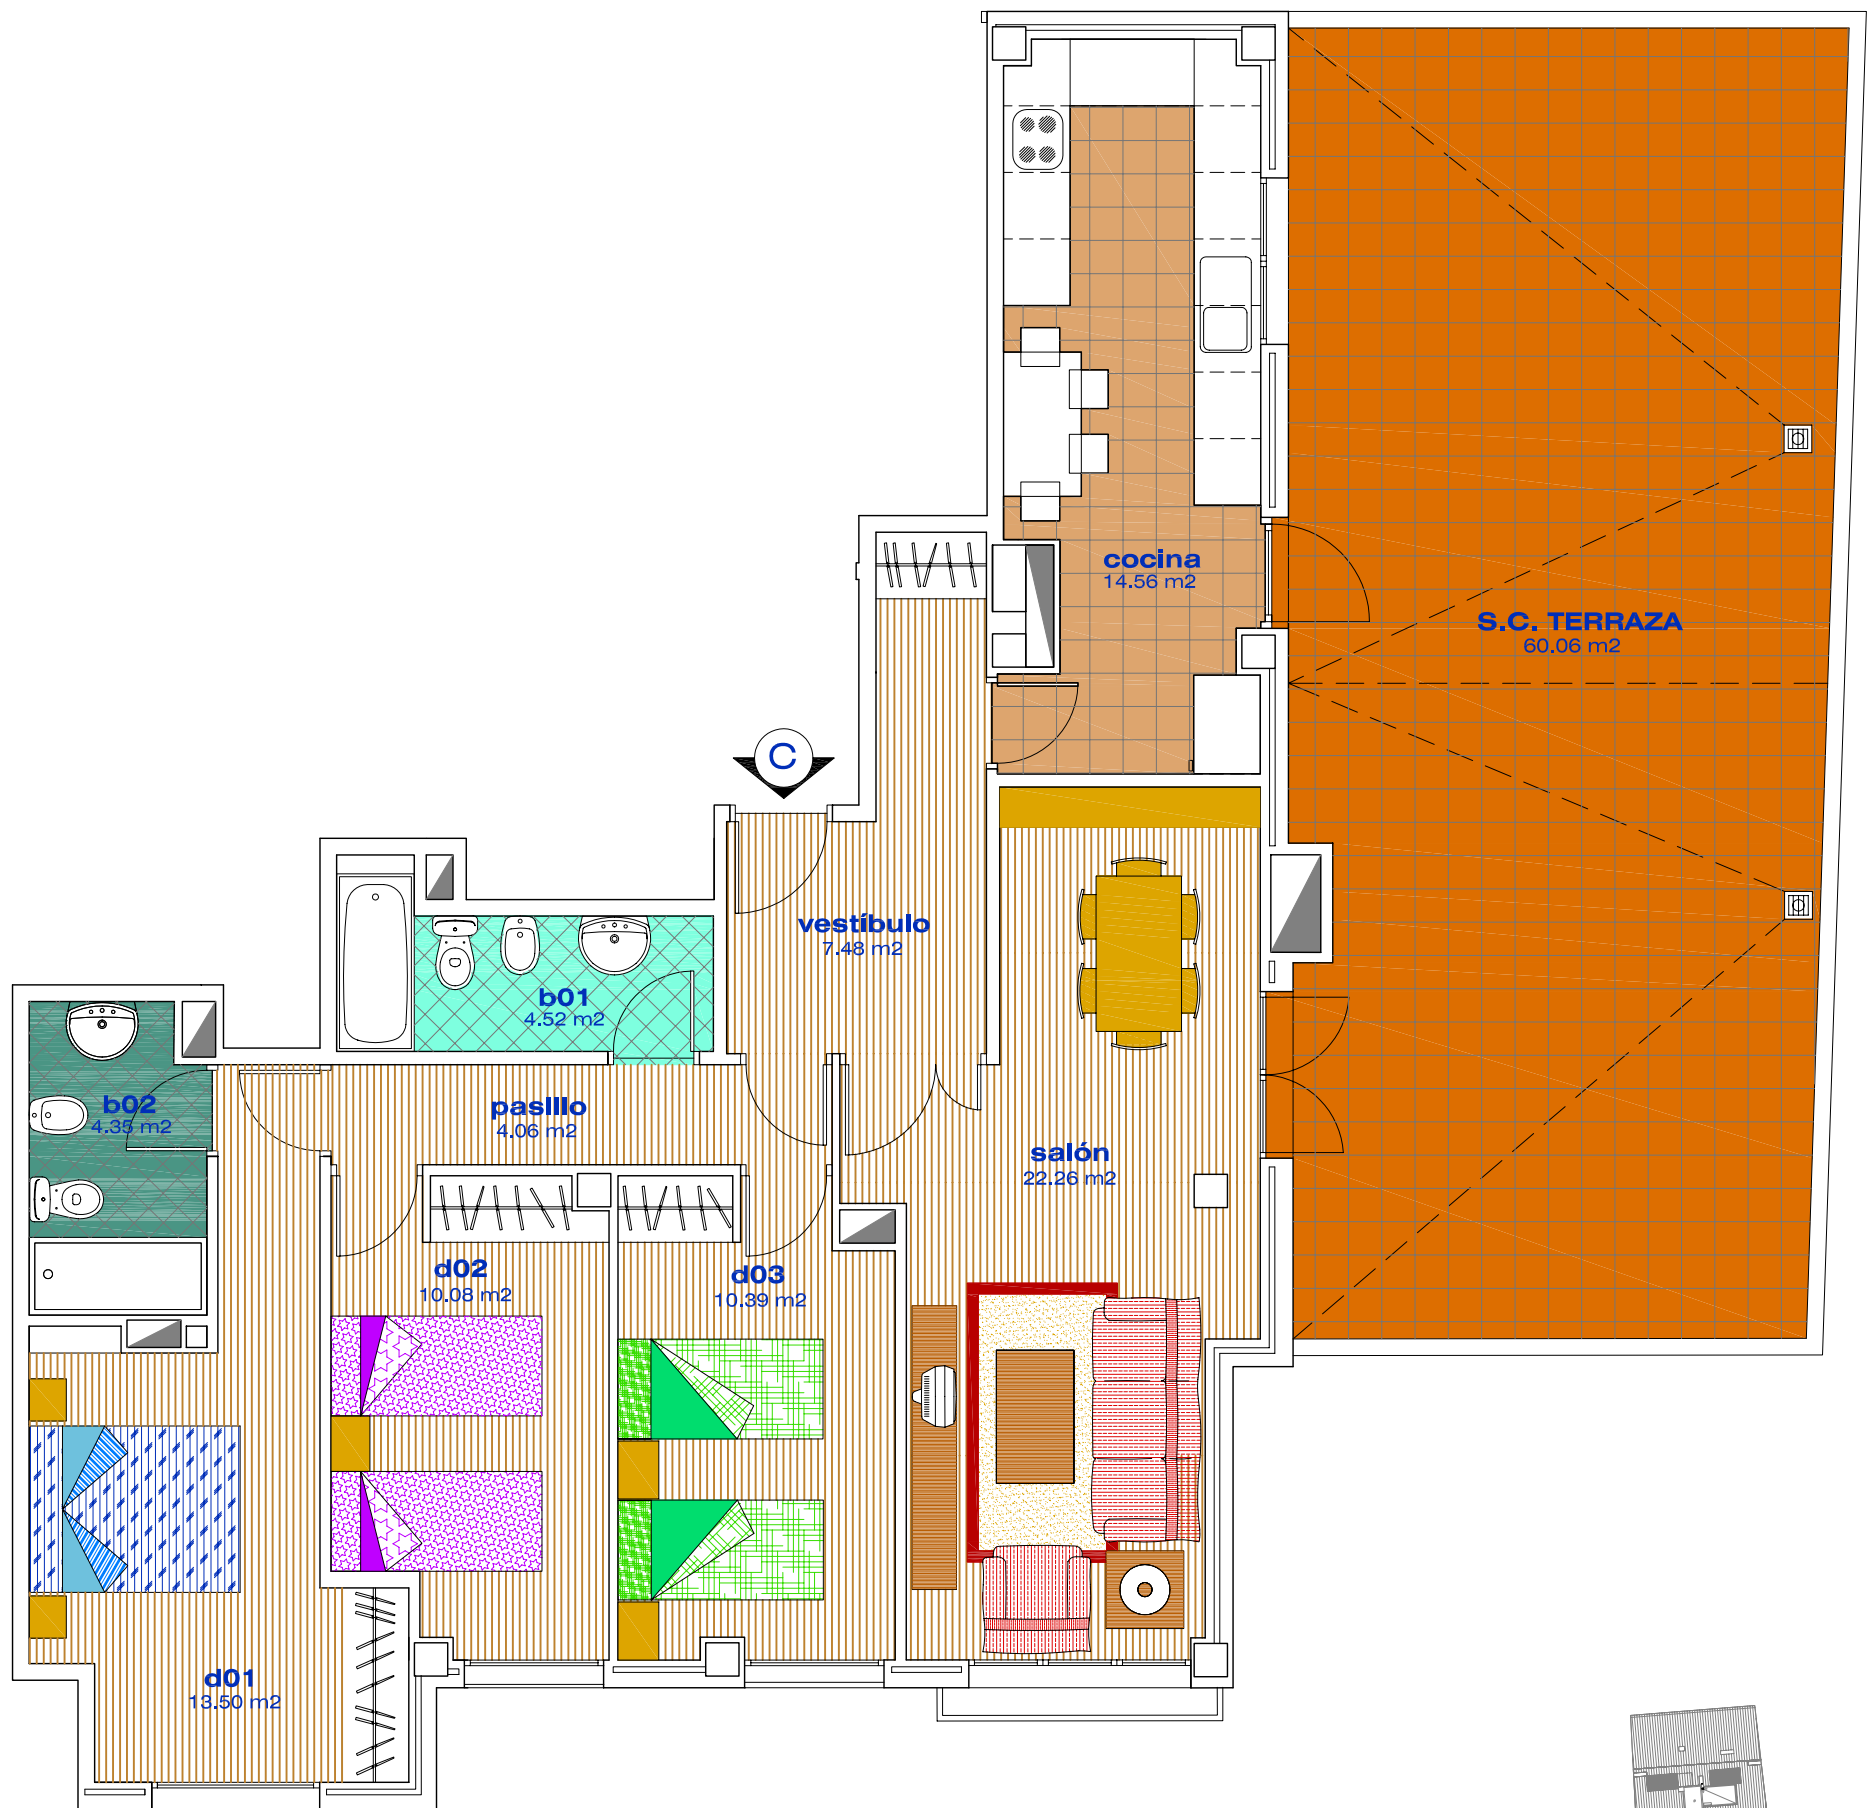 cocina
14.56 m2
S.C. TERRAZA
60.06 m2
C
vestíbulo
7.48 m2
b01
4.52 m2
b02
4.35 m2
pasillo
4.06 m2
salón
22.26 m2
d02
10.08 m2
d03
10.39 m2
d01
13.50 m2